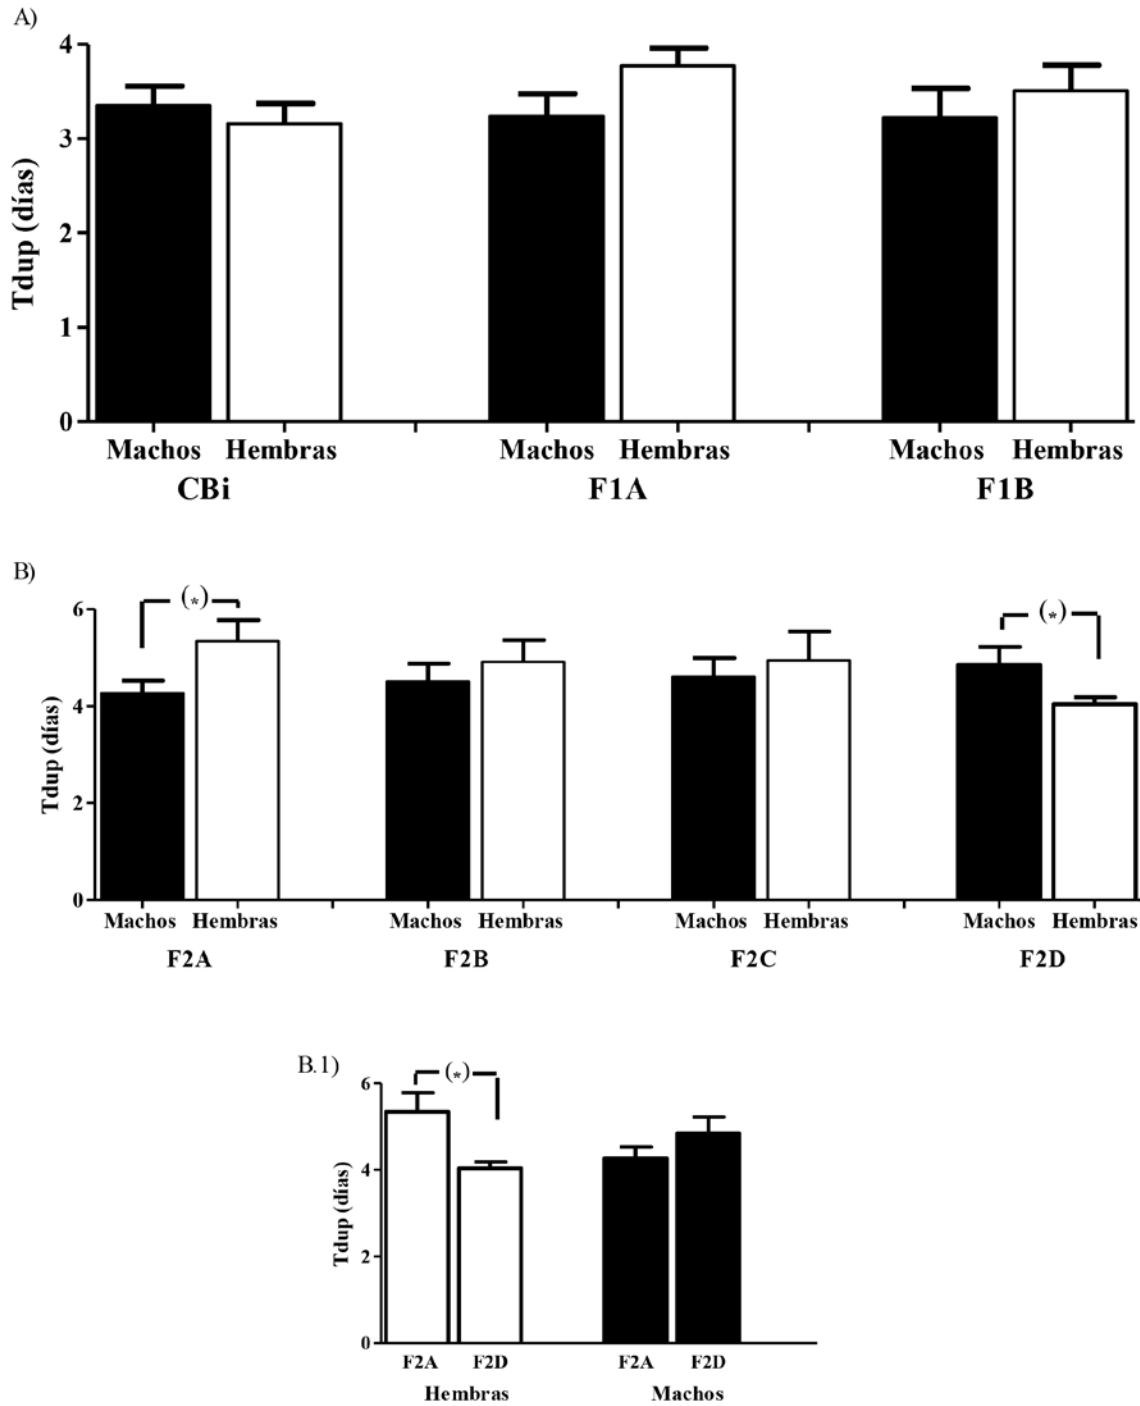 A)
4
3
2
1
0
Tdup (días)
Machos Hembras Machos Hembras Machos Hembras
CBi F1A F1B
B)
(*) (*)
6
4
2
0
Tdup (días)
Machos Hembras Machos Hembras Machos Hembras Machos Hembras
F2A F2B F2C F2D
B.1)
(*)
6
4
2
0
Tdup (días)
F2A F2D F2A F2D
Hembras Machos